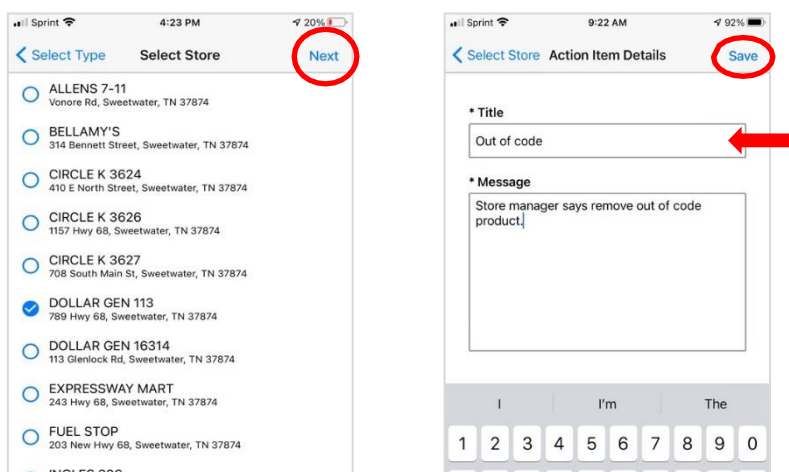 Sprint 4:23 PM 20%
Select Type Select Store Next
ALLENS 7-11
Vonore Rd, Sweetwater, TN 37874
BELLAMY'S
314 Bennett Street, Sweetwater, TN 37874
CIRCLE K 3624
410 E North Street, Sweetwater, TN 37874
CIRCLE K 3626
1157 Hwy 68, Sweetwater, TN 37874
CIRCLE K 3627
708 South Main St, Sweetwater, TN 37874
DOLLAR GEN 113
789 Hwy 68, Sweetwater, TN 37874
DOLLAR GEN 16314
113 Glenlock Rd, Sweetwater, TN 37874
EXPRESSWAY MART
243 Hwy 68, Sweetwater, TN 37874
FUEL STOP
203 New Hwy 68, Sweetwater, TN 37874
Sprint 9:22 AM 92%
Select Store Action Item Details Save
* Title
Out of code
* Message
Store manager says remove out of code
product.
I I'm The
1 2 3 4 5 6 7 8 9 0